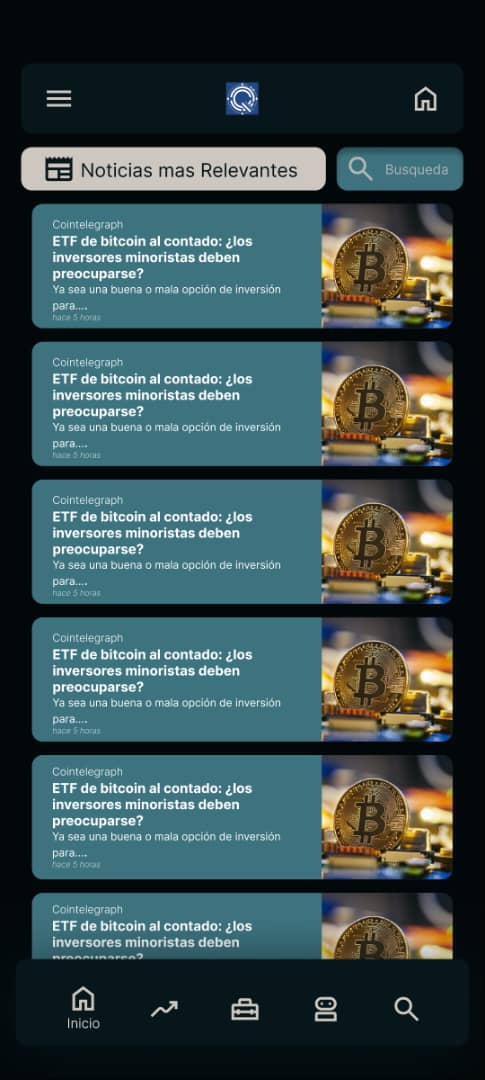 Noticias mas Relevantes
Busqueda
Cointelegraph
ETF de bitcoin al contado: ¿los
inversores minoristas deben
preocuparse?
Ya sea una buena o mala opción de inversión
para....
hace 5 horas
Cointelegraph
ETF de bitcoin al contado: ¿los
inversores minoristas deben
preocuparse?
Ya sea una buena o mala opción de inversión
para....
hace 5 horas
Cointelegraph
ETF de bitcoin al contado: ¿los
inversores minoristas deben
preocuparse?
Ya sea una buena o mala opción de inversión
para....
hace 5 horas
Cointelegraph
ETF de bitcoin al contado: ¿los
inversores minoristas deben
preocuparse?
Ya sea una buena o mala opción de inversión
para....
hace 5 horas
Cointelegraph
ETF de bitcoin al contado: ¿los
inversores minoristas deben
preocuparse?
Ya sea una buena o mala opción de inversión
para....
hace 5 horas
Cointelegraph
ETF de bitcoin al contado: ¿los
inversores minoristas deben
preocuparse?
Inicio